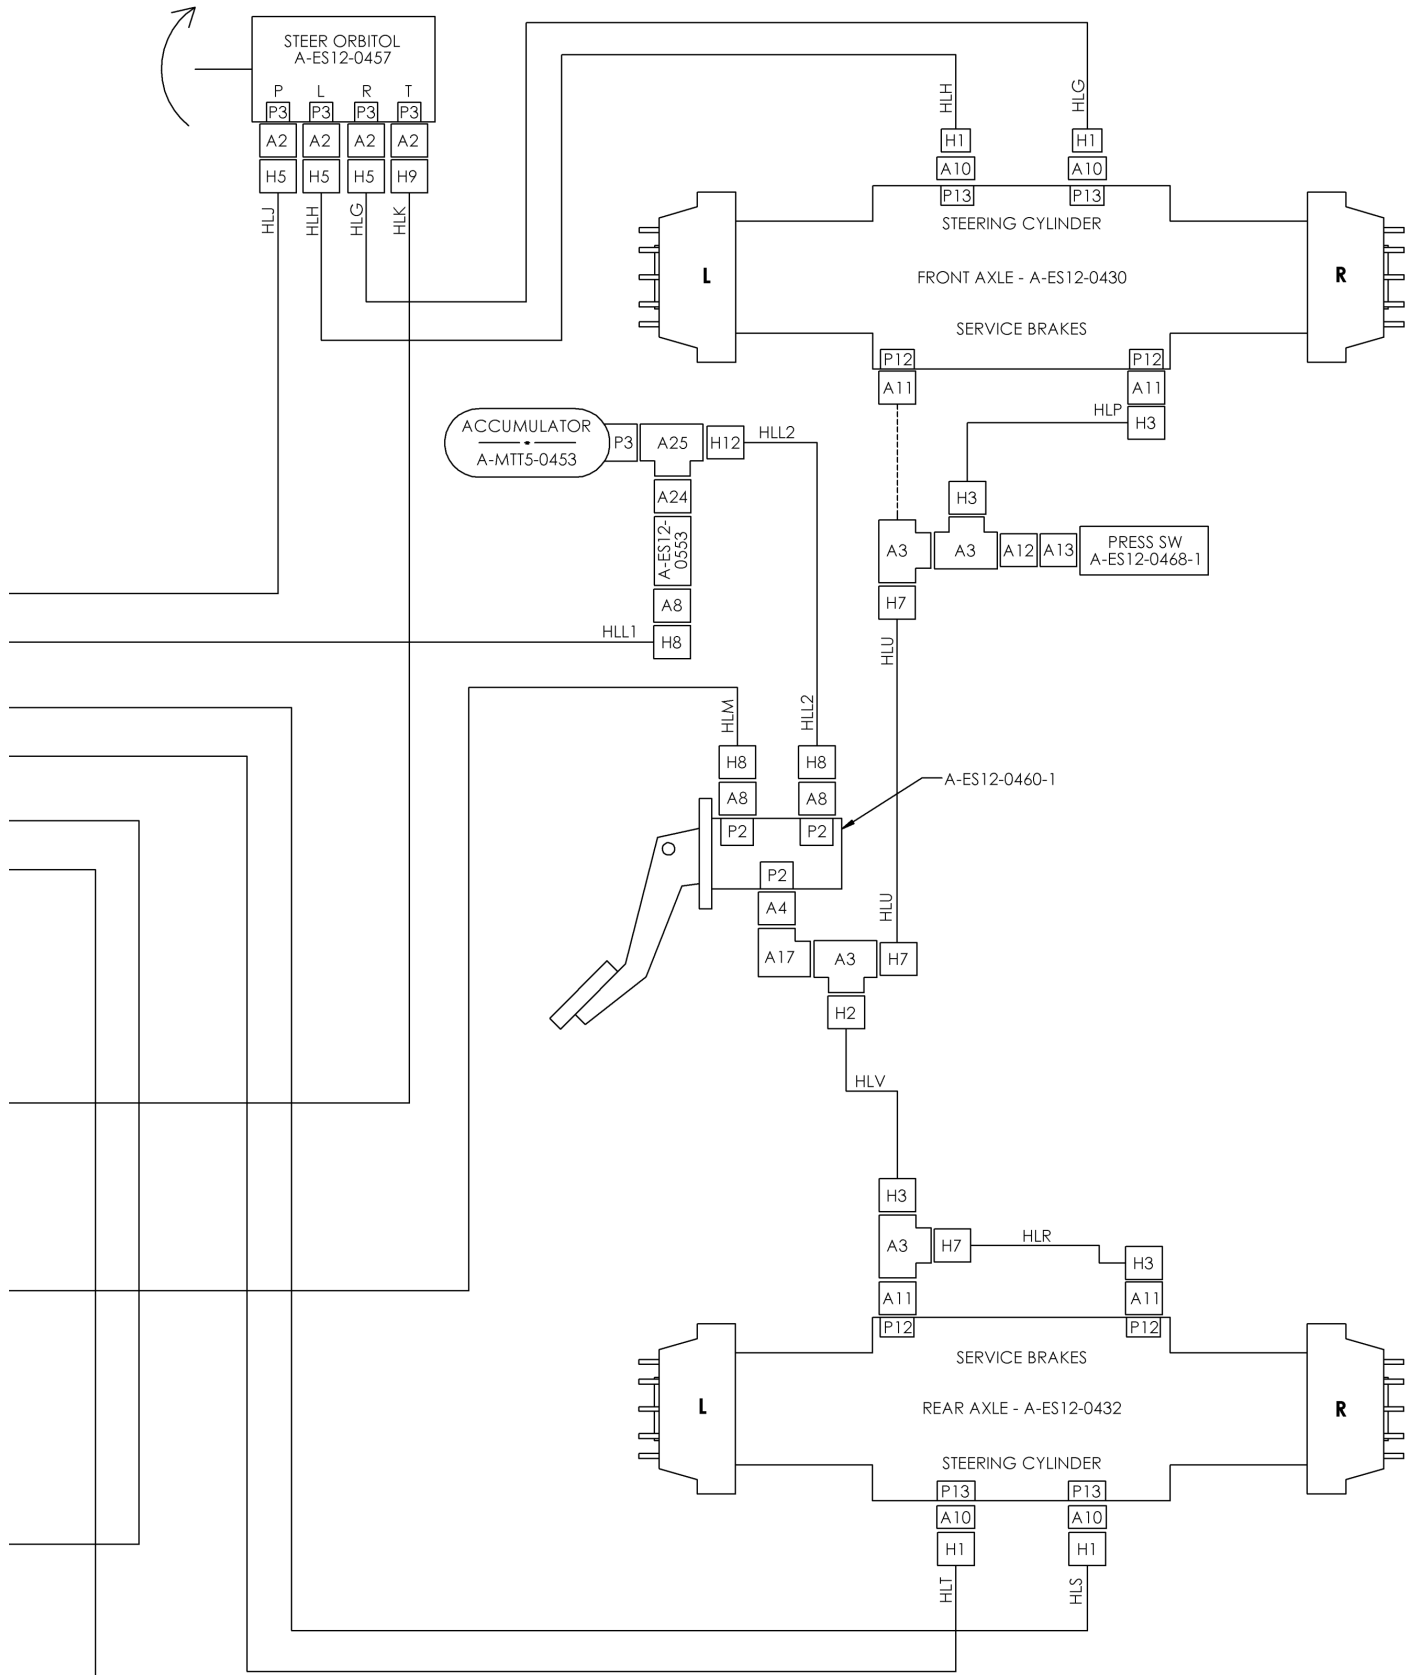 STEER ORBITOL
A-ES12-0457
P L R T
P3 P3 P3 P3
A2 A2 A2 A2
H5 H5 H5 H9
HLJ HLH HLG HLK
HLH HLG
H1 H1
A10 A10
P13 P13
STEERING CYLINDER
L FRONT AXLE - A-ES12-0430 R
SERVICE BRAKES
P12 P12
A11 A11
HLP H3
ACCUMULATOR
A-MTT5-0453
P3 A25 H12 HLL2
A24
A-ES12-
0553
A8
HLL1 H8
H3
A3 A3 A12 A13
PRESS SW
A-ES12-0468-1
H7
HLU
HLM HLL2
H8 H8
A8 A8
P2 P2
A-ES12-0460-1
P2
A4
HLU
A17 A3 H7
H2
HLV
H3
A3 H7 HLR H3
A11 A11
P12 P12
SERVICE BRAKES
L REAR AXLE - A-ES12-0432 R
STEERING CYLINDER
P13 P13
A10 A10
H1 H1
HLT HLS